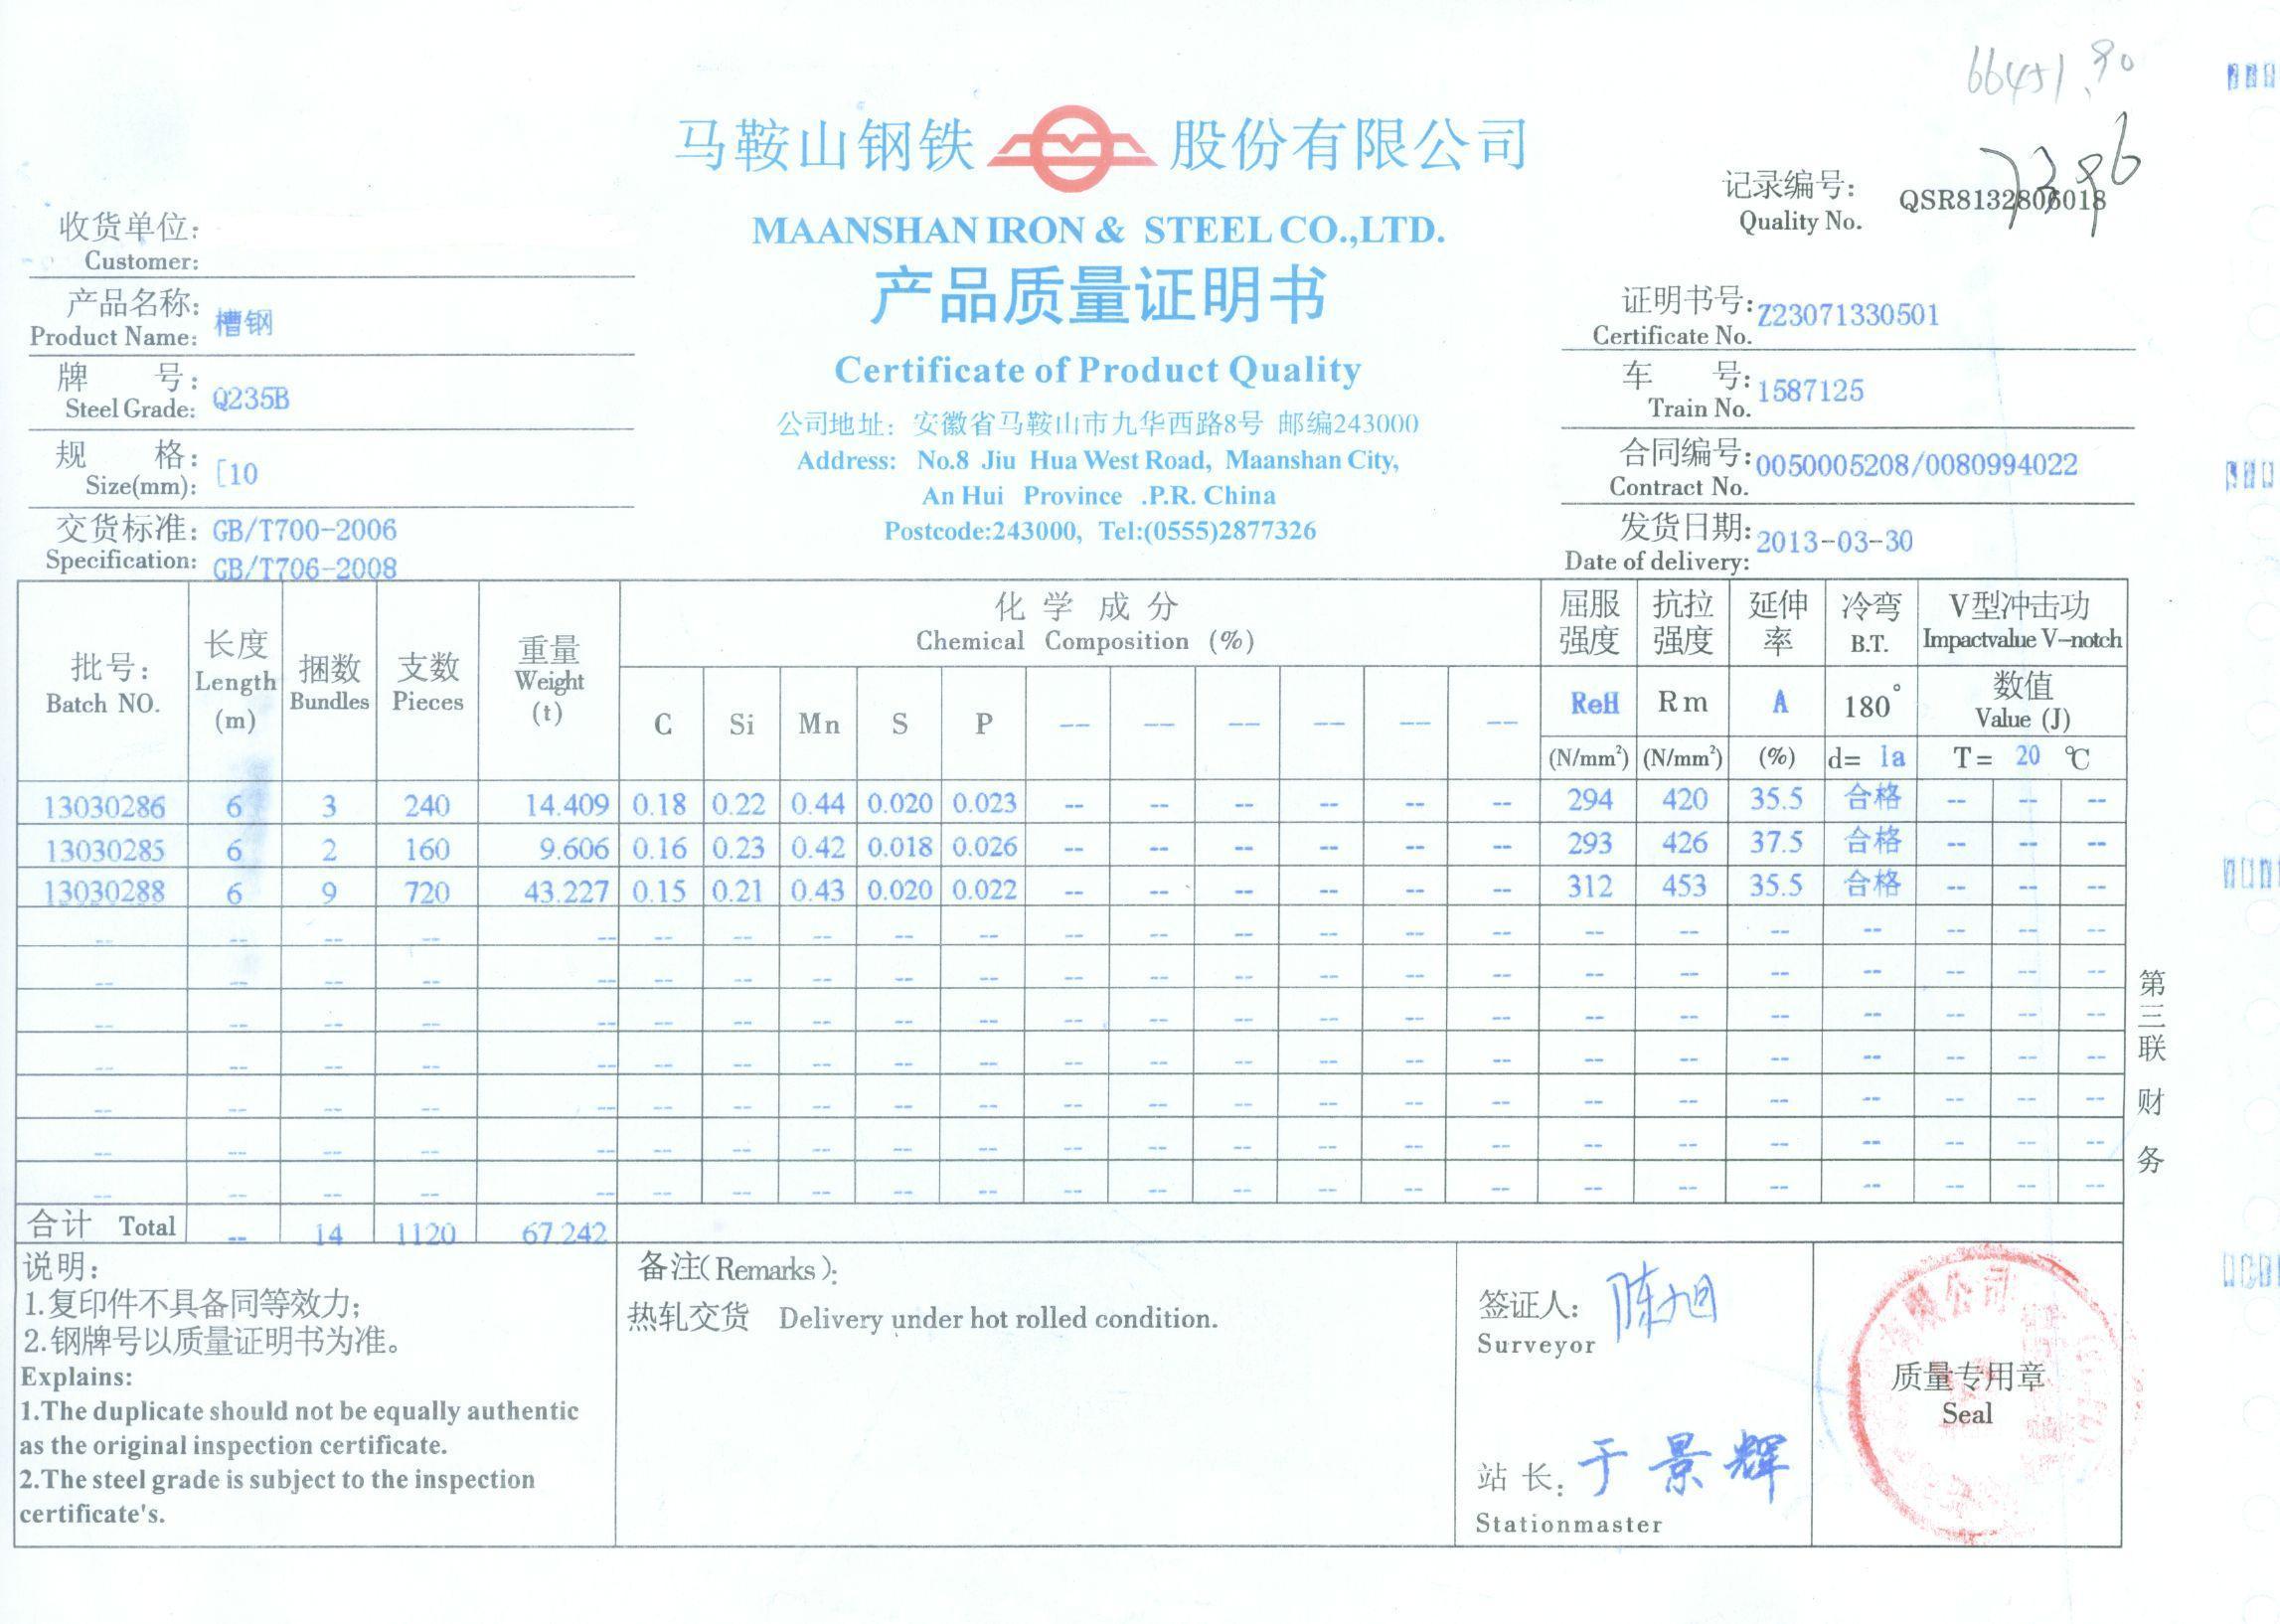 马鞍山钢铁 股份有限公司
MAANSHAN IRON & STEEL CO.,LTD.
产品质量证明书
Certificate of Product Quality
公司地址: 安徽省马鞍山市九华西路8号 邮编243000
Address: No.8 Jiu Hua West Road, Maanshan City,
An Hui Province .P.R. China
Postcode:243000, Tel:(0555)2877326
记录编号: QSR8132806018
Quality No.
7396
收货单位:
Customer:
产品名称: 槽钢
Product Name:
牌 号: Q235B
Steel Grade:
规 格: [10
Size(mm):
交货标准: GB/T700-2006
Specification: GB/T706-2008
证明书号: Z23071330501
Certificate No.
车 号: 1587125
Train No.
合同编号: 0050005208/0080994022
Contract No.
发货日期: 2013-03-30
Date of delivery:
批号: Batch NO. 长度 Length (m) 捆数 Bundles 支数 Pieces 重量 Weight (t)
化学成分
Chemical Composition (%)
C Si Mn S P -- -- -- -- -- --
屈服强度 ReH (N/mm²)
抗拉强度 Rm (N/mm²)
延伸率 A (%)
冷弯 B.T. 180° d= 1a
V型冲击功 Impactvalue V-notch
数值 Value (J)
T= 20 ℃
13030286 6 3 240 14.409 0.18 0.22 0.44 0.020 0.023 -- -- -- -- -- -- 294 420 35.5 合格 -- -- --
13030285 6 2 160 9.606 0.16 0.23 0.42 0.018 0.026 -- -- -- -- -- -- 293 426 37.5 合格 -- -- --
13030288 6 9 720 43.227 0.15 0.21 0.43 0.020 0.022 -- -- -- -- -- -- 312 453 35.5 合格 -- -- --
-- -- -- -- -- -- -- -- -- -- -- -- -- -- -- -- -- -- -- -- -- -- --
-- -- -- -- -- -- -- -- -- -- -- -- -- -- -- -- -- -- -- -- -- -- --
-- -- -- -- -- -- -- -- -- -- -- -- -- -- -- -- -- -- -- -- -- -- --
-- -- -- -- -- -- -- -- -- -- -- -- -- -- -- -- -- -- -- -- -- -- --
-- -- -- -- -- -- -- -- -- -- -- -- -- -- -- -- -- -- -- -- -- -- --
-- -- -- -- -- -- -- -- -- -- -- -- -- -- -- -- -- -- -- -- -- -- --
-- -- -- -- -- -- -- -- -- -- -- -- -- -- -- -- -- -- -- -- -- -- --
合计 Total -- 14 1120 67.242
第三联 财务
说明:
1.复印件不具备同等效力;
2.钢牌号以质量证明书为准。
Explains:
1.The duplicate should not be equally authentic
as the original inspection certificate.
2.The steel grade is subject to the inspection
certificate's.
备注(Remarks):
热轧交货 Delivery under hot rolled condition.
签证人: 陈旭
Surveyor
站 长: 于景辉
Stationmaster
限公司
质量专用章
Seal